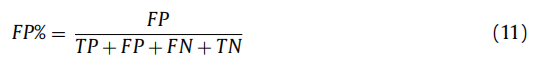 FP% = FP / (TP + FP + FN + TN) (11)